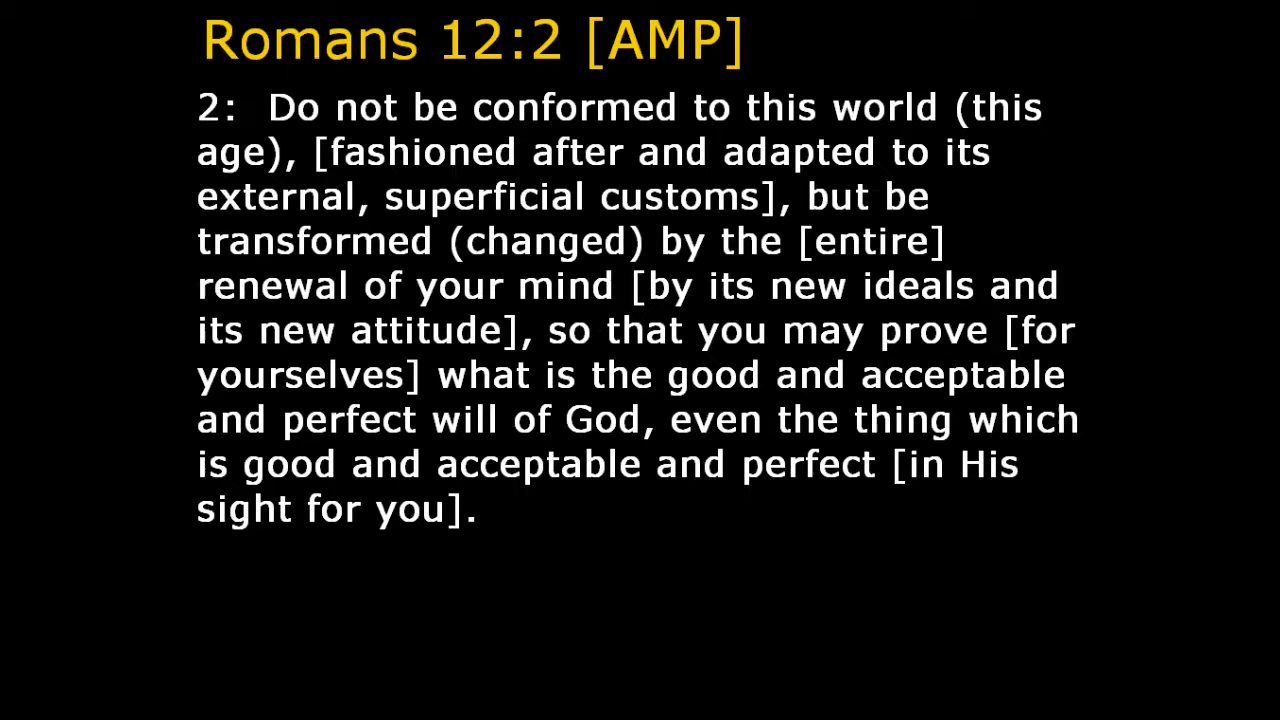 Romans 12:2 [AMP]
2: Do not be conformed to this world (this
age), [fashioned after and adapted to its
external, superficial customs], but be
transformed (changed) by the [entire]
renewal of your mind [by its new ideals and
its new attitude], so that you may prove [for
yourselves] what is the good and acceptable
and perfect will of God, even the thing which
is good and acceptable and perfect [in His
sight for you].